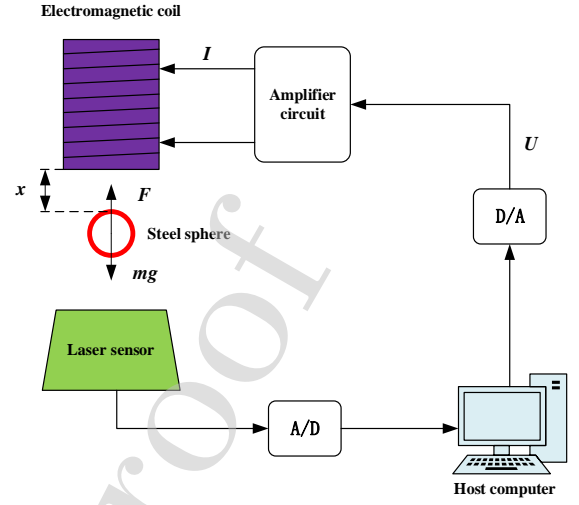 Electromagnetic coil
I
Amplifier
circuit
x
F
U
Steel sphere
D/A
mg
Laser sensor
A/D
Host computer
roof